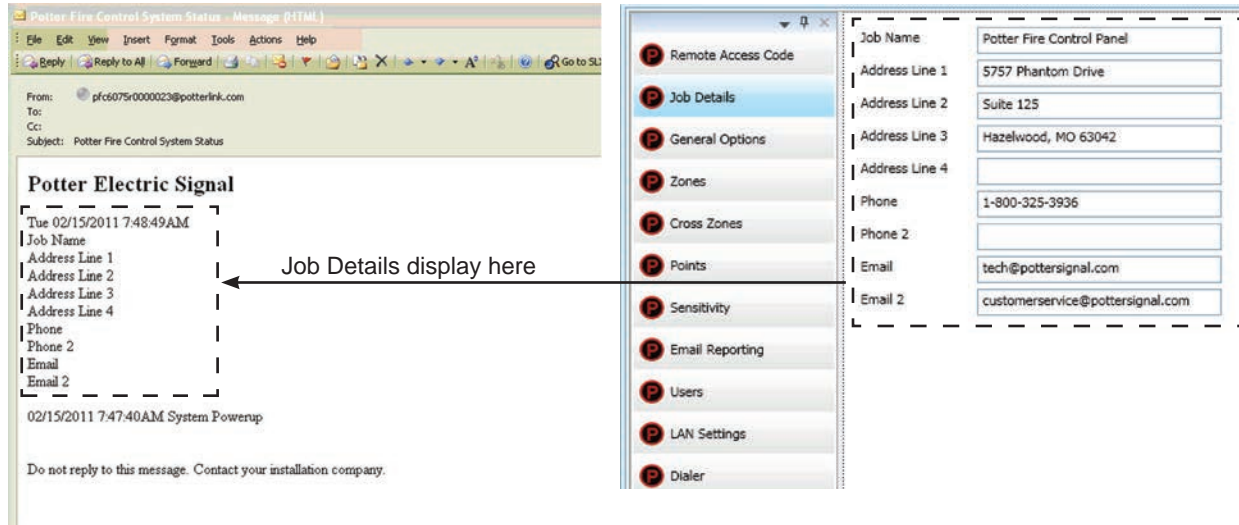 Potter Fire Control System Status - Message (HTML)
File Edit View Insert Format Tools Actions Help
Reply Reply to All Forward Go to
From: pfc6075r0000023@potterlink.com
To:
Cc:
Subject: Potter Fire Control System Status
Potter Electric Signal
Tue 02/15/2011 7:48:49AM
Job Name
Address Line 1
Address Line 2
Address Line 3
Address Line 4
Phone
Phone 2
Email
Email 2
02/15/2011 7:47:40AM System Powerup
Do not reply to this message. Contact your installation company.
Job Details display here
Remote Access Code
Job Details
General Options
Zones
Cross Zones
Points
Sensitivity
Email Reporting
Users
LAN Settings
Dialer
Job Name Potter Fire Control Panel
Address Line 1 5757 Phantom Drive
Address Line 2 Suite 125
Address Line 3 Hazelwood, MO 63042
Address Line 4
Phone 1-800-325-3936
Phone 2
Email tech@pottersignal.com
Email 2 customerservice@pottersignal.com